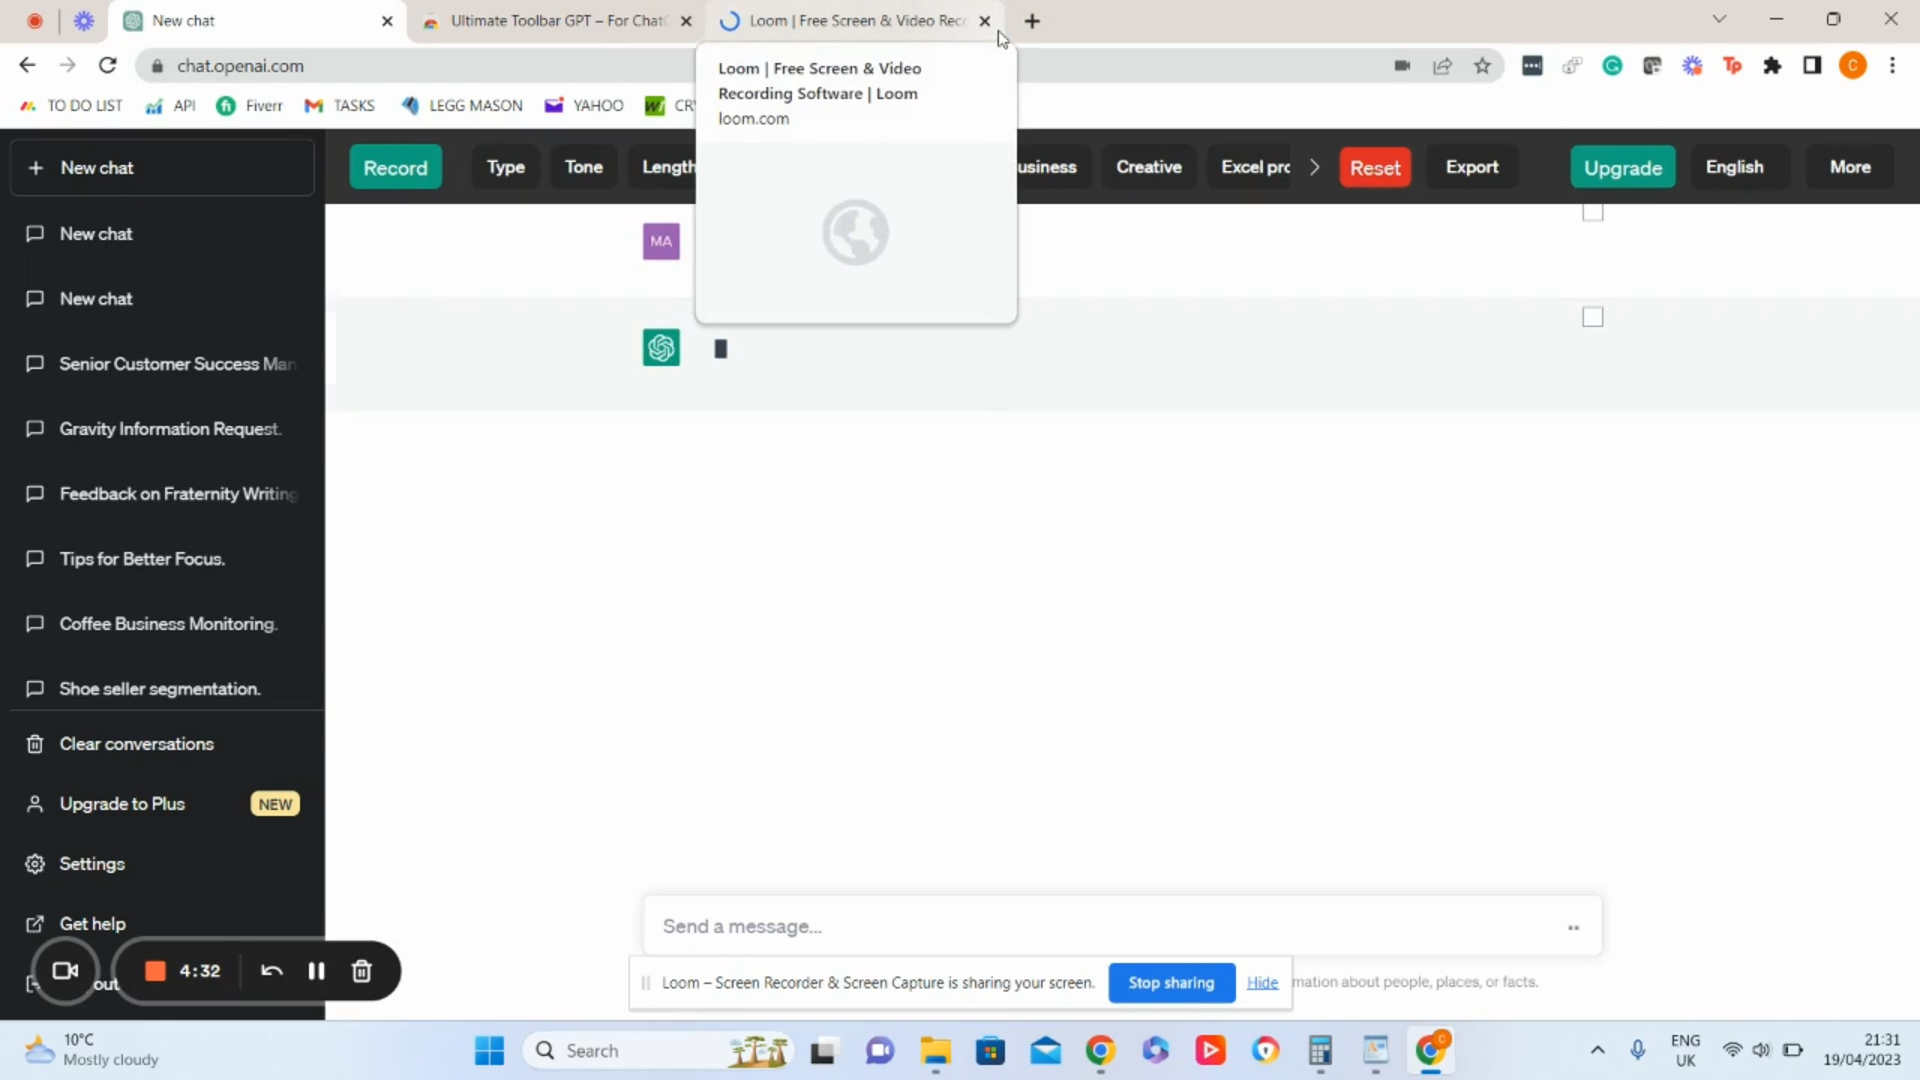 New chat
Ultimate Toolbar GPT – For Chat
Loom | Free Screen & Video Rec
chat.openai.com
Loom | Free Screen & Video
Recording Software | Loom
loom.com
TO DO LIST
API
Fiverr
TASKS
LEGG MASON
YAHOO
CR
New chat
Record
Type
Tone
Length
usiness
Creative
Excel pro
Reset
Export
Upgrade
English
More
New chat
New chat
Senior Customer Success Man
Gravity Information Request.
Feedback on Fraternity Writing
Tips for Better Focus.
Coffee Business Monitoring.
Shoe seller segmentation.
Clear conversations
Upgrade to Plus
NEW
Settings
Get help
out
MA
Tp
C
4:32
Send a message...
Loom – Screen Recorder & Screen Capture is sharing your screen.
Stop sharing
Hide
mation about people, places, or facts.
10°C
Mostly cloudy
Search
ENG
UK
21:31
19/04/2023